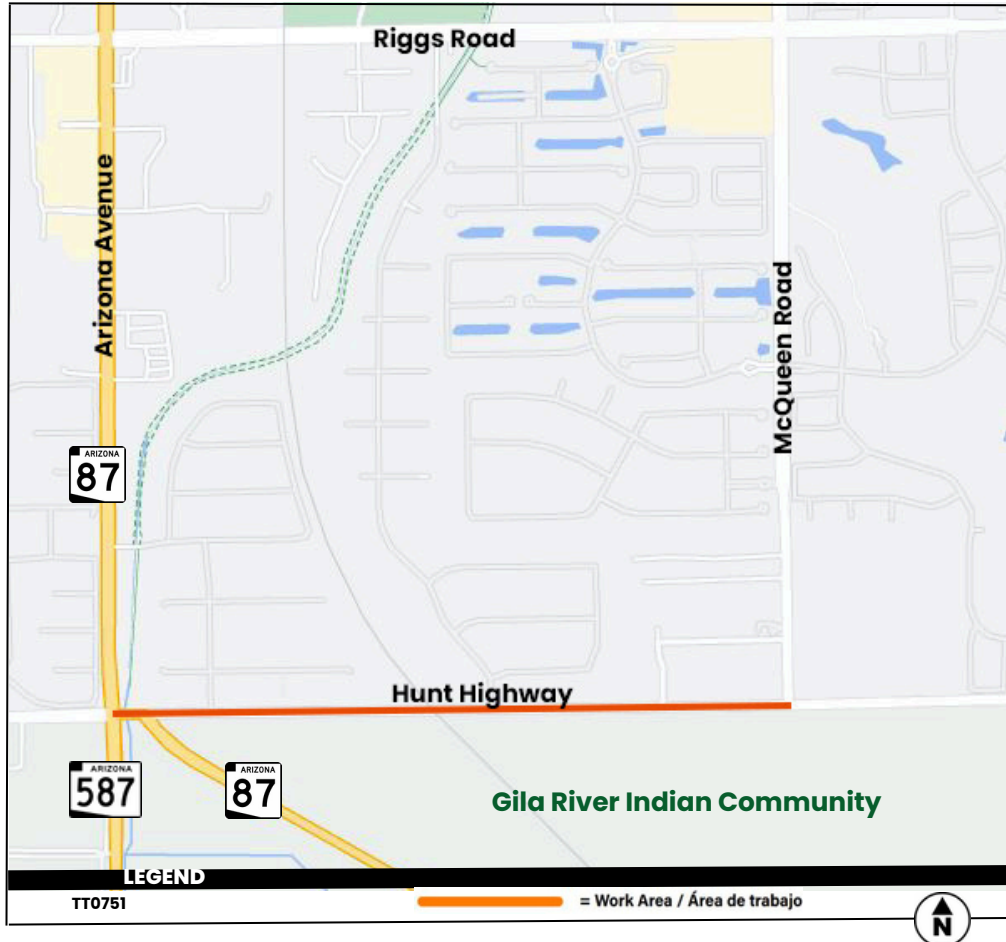 Riggs Road
Arizona Avenue
McQueen Road
ARIZONA
87
Hunt Highway
ARIZONA
587
ARIZONA
87
Gila River Indian Community
LEGEND
TT0751
= Work Area / Área de trabajo
N